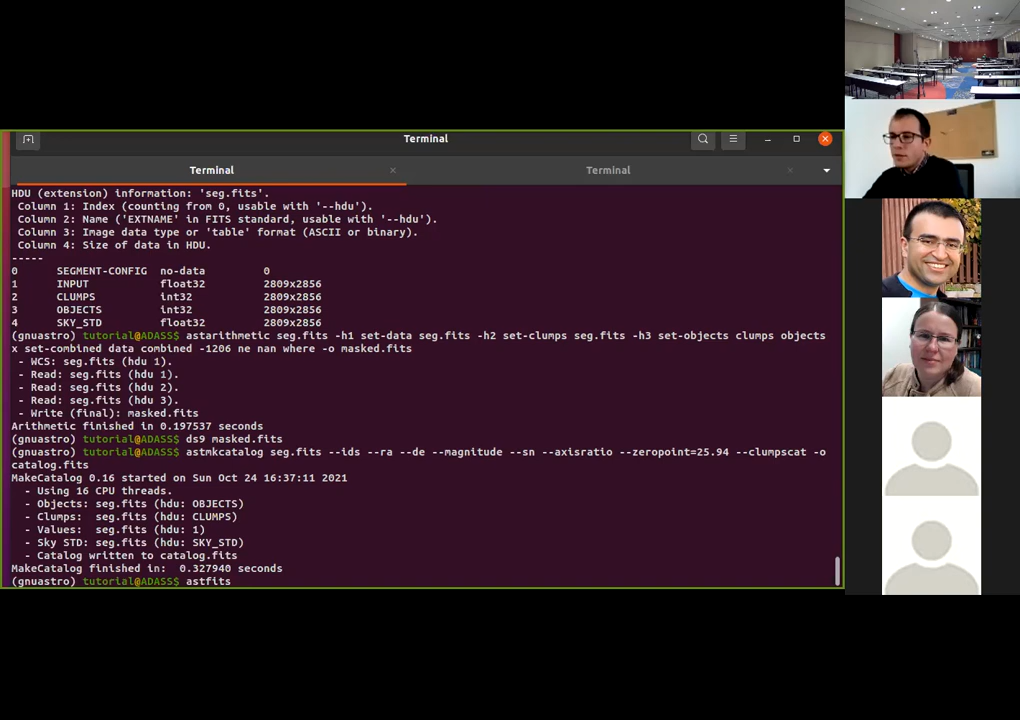 Terminal
Terminal
Terminal
HDU (extension) information: 'seg.fits'.
Column 1: Index (counting from 0, usable with '--hdu').
Column 2: Name ('EXTNAME' in FITS standard, usable with '--hdu').
Column 3: Image data type or 'table' format (ASCII or binary).
Column 4: Size of data in HDU.
-----
0 SEGMENT-CONFIG no-data 0
1 INPUT float32 2809x2856
2 CLUMPS int32 2809x2856
3 OBJECTS int32 2809x2856
4 SKY_STD float32 2809x2856
(gnuastro) tutorial@ADASS$ astarithmetic seg.fits -h1 set-data seg.fits -h2 set-clumps seg.fits -h3 set-objects clumps objects
x set-combined data combined -1206 ne nan where -o masked.fits
- WCS: seg.fits (hdu 1).
- Read: seg.fits (hdu 1).
- Read: seg.fits (hdu 2).
- Read: seg.fits (hdu 3).
- Write (final): masked.fits
Arithmetic finished in 0.197537 seconds
(gnuastro) tutorial@ADASS$ ds9 masked.fits
(gnuastro) tutorial@ADASS$ astmkcatalog seg.fits --ids --ra --de --magnitude --sn --axisratio --zeropoint=25.94 --clumpscat -o
catalog.fits
MakeCatalog 0.16 started on Sun Oct 24 16:37:11 2021
- Using 16 CPU threads.
- Objects: seg.fits (hdu: OBJECTS)
- Clumps: seg.fits (hdu: CLUMPS)
- Values: seg.fits (hdu: 1)
- Sky STD: seg.fits (hdu: SKY_STD)
- Catalog written to catalog.fits
MakeCatalog finished in: 0.327940 seconds
(gnuastro) tutorial@ADASS$ astfits